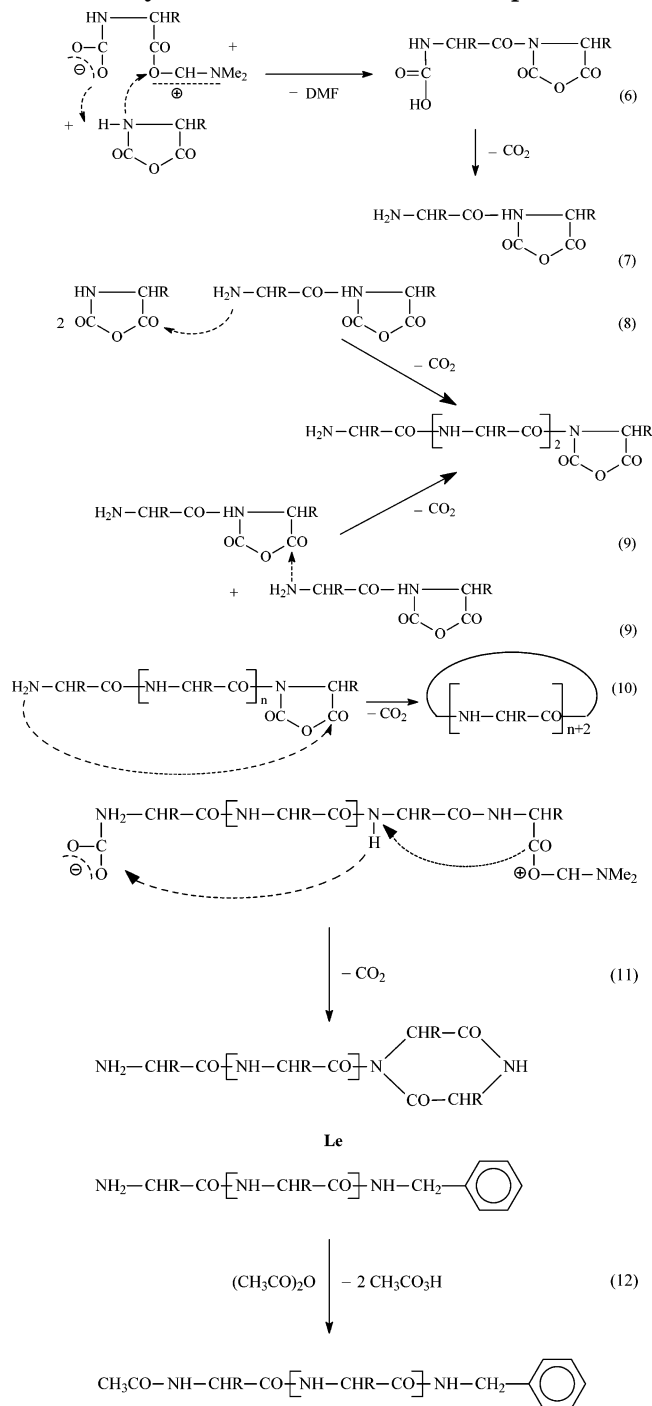 HN—CHR
O—C CO +
⊖ O O—CH—NMe2
⊕
− DMF
+ H−N—CHR
OC CO
O
HN—CHR—CO—N—CHR
O=C OC CO
HO O
(6)
− CO2
H2N—CHR—CO—HN—CHR
OC CO
O
(7)
HN—CHR H2N—CHR—CO—HN—CHR
2 OC CO OC CO
O O
(8)
− CO2
H2N—CHR—CO—[NH—CHR—CO]2—N—CHR
OC CO
O
H2N—CHR—CO—HN—CHR
OC CO
O
− CO2
(9)
+ H2N—CHR—CO—HN—CHR
OC CO
O
(9)
H2N—CHR—CO—[NH—CHR—CO]n—N—CHR
OC CO
O
− CO2
[NH—CHR—CO]n+2
(10)
NH2—CHR—CO—[NH—CHR—CO]—N—CHR—CO—NH—CHR
O—C H CO
⊖ O ⊕O—CH—NMe2
− CO2
(11)
CHR—CO
NH2—CHR—CO—[NH—CHR—CO]—N NH
CO—CHR
Le
NH2—CHR—CO—[NH—CHR—CO]—NH—CH2—
(CH3CO)2O − 2 CH3CO3H
(12)
CH3CO—NH—CHR—CO—[NH—CHR—CO]—NH—CH2—